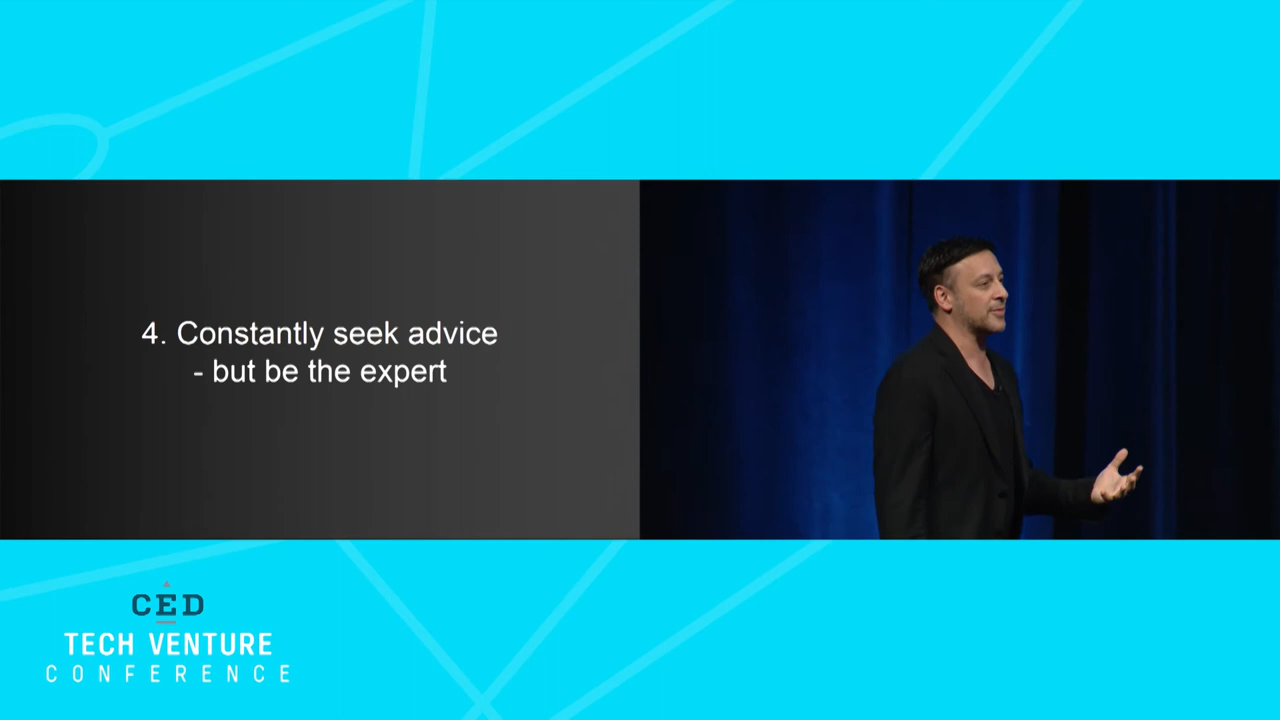 4. Constantly seek advice
- but be the expert
CED
TECH VENTURE
CONFERENCE